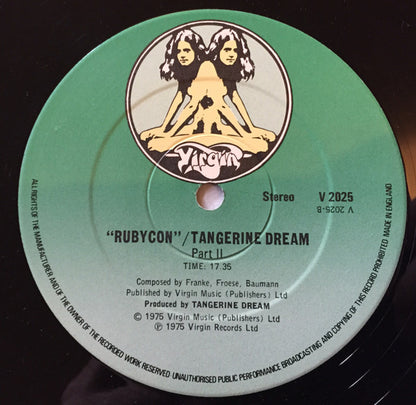 Virgin
Stereo V 2025
V 2025-B
"RUBYCON"/TANGERINE DREAM
Part II
TIME: 17.35
Composed by Franke, Froese, Baumann
Published by Virgin Music (Publishers) Ltd
Produced by TANGERINE DREAM
© 1975 Virgin Music (Publishers) Ltd
℗ 1975 Virgin Records Ltd
ALL RIGHTS OF THE MANUFACTURER AND OF THE OWNER OF THE RECORDED WORK RESERVED·UNAUTHORISED PUBLIC PERFORMANCE BROADCASTING AND COPYING OF THIS RECORD PROHIBITED MADE IN ENGLAND